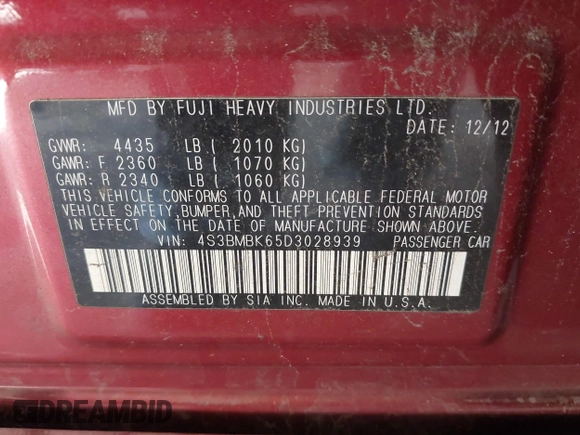 MFD BY FUJI HEAVY INDUSTRIES LTD.
DATE: 12/12
GVWR: 4435 LB ( 2010 KG)
GAWR: F 2360 LB ( 1070 KG)
GAWR: R 2340 LB ( 1060 KG)
THIS VEHICLE CONFORMS TO ALL APPLICABLE FEDERAL MOTOR
VEHICLE SAFETY,BUMPER,AND THEFT PREVENTION STANDARDS
IN EFFECT ON THE DATE OF MANUFACTURE SHOWN ABOVE.
VIN: 4S3BMBK65D3028939 PASSENGER CAR
ASSEMBLED BY SIA INC. MADE IN U.S.A.
DREAMBID